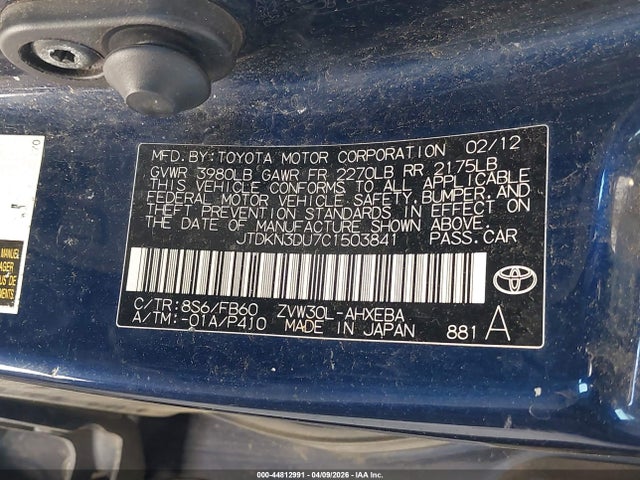 MFD. BY: TOYOTA MOTOR CORPORATION 02/12
GVWR 3980LB GAWR FR 2270LB RR 2175LB
THIS VEHICLE CONFORMS TO ALL APPLICABLE
FEDERAL MOTOR VEHICLE SAFETY, BUMPER, AND
THEFT PREVENTION STANDARDS IN EFFECT ON
THE DATE OF MANUFACTURE SHOWN ABOVE.
JTDKN3DU7C1503841 PASS.CAR
C/TR: 8S6/FB60 ZVW30L-AHXEBA
A/TM: -01A/P410 MADE IN JAPAN 881 A
MANUAL
000-44812991 | 04/09/2026 | IAAI.COM